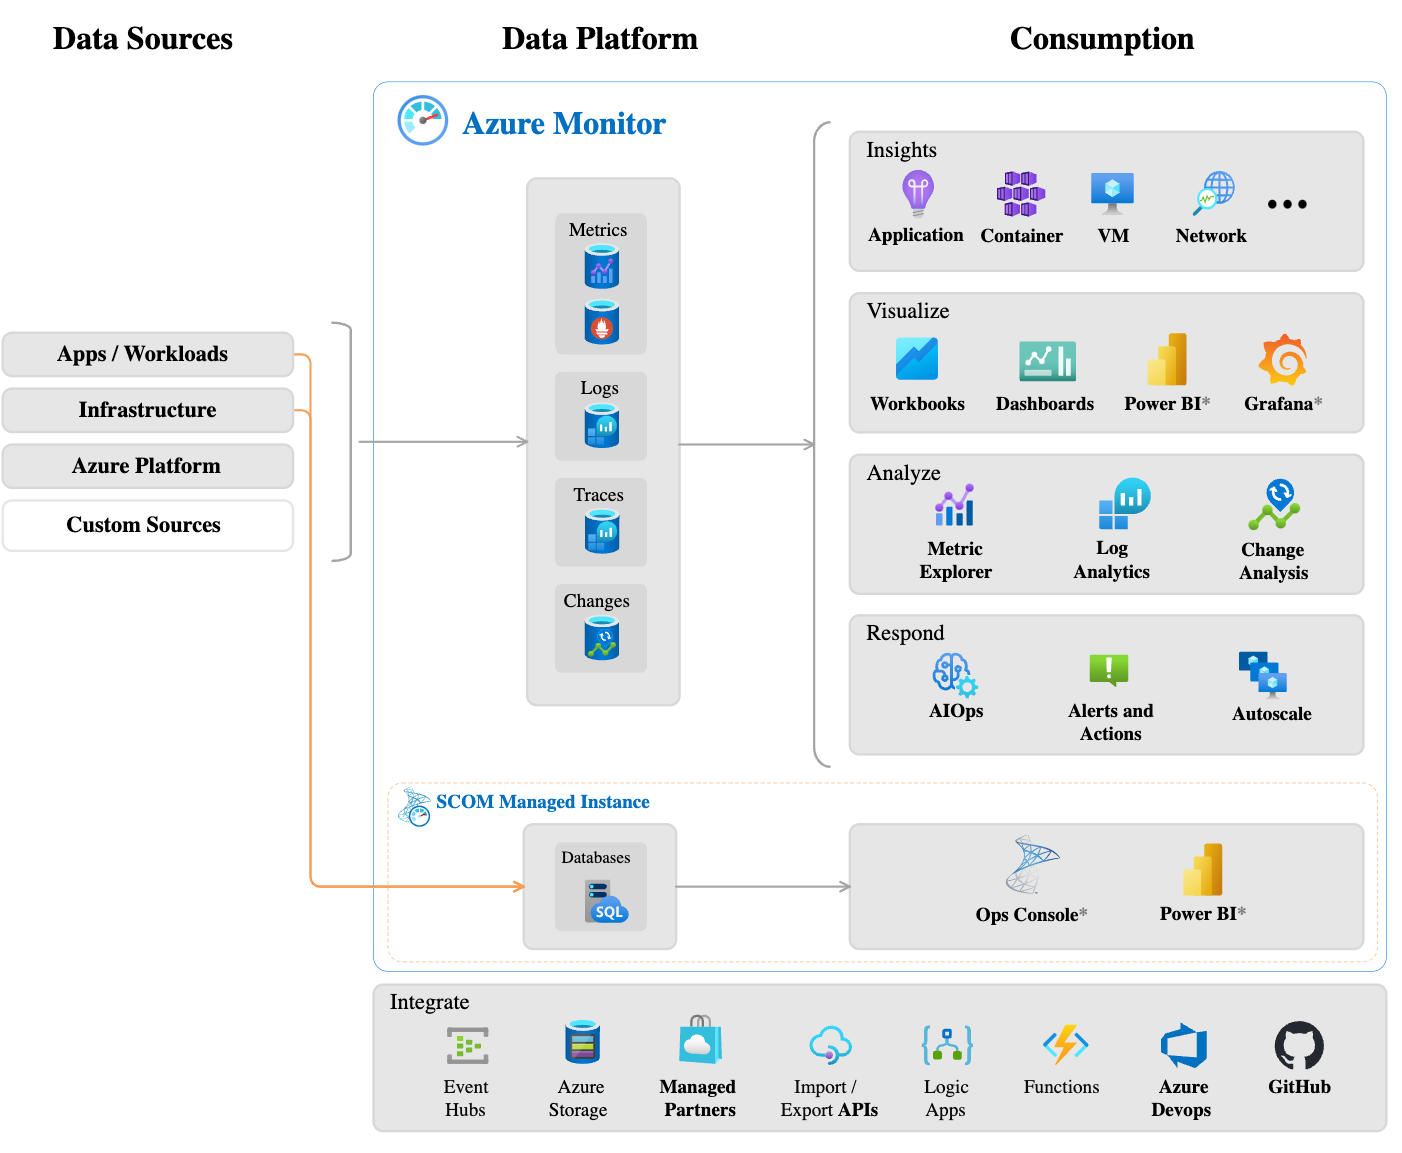 Data Sources
Data Platform
Consumption
Azure Monitor
Apps / Workloads
Infrastructure
Azure Platform
Custom Sources
Metrics
Logs
Traces
Changes
Insights
Application
Container
VM
Network
Visualize
Workbooks
Dashboards
Power BI*
Grafana*
Analyze
Metric
Explorer
Log
Analytics
Change
Analysis
Respond
AIOps
Alerts and
Actions
Autoscale
SCOM Managed Instance
Databases
SQL
Ops Console*
Power BI*
Integrate
Event
Hubs
Azure
Storage
Managed
Partners
Import /
Export APIs
Logic
Apps
Functions
Azure
Devops
GitHub